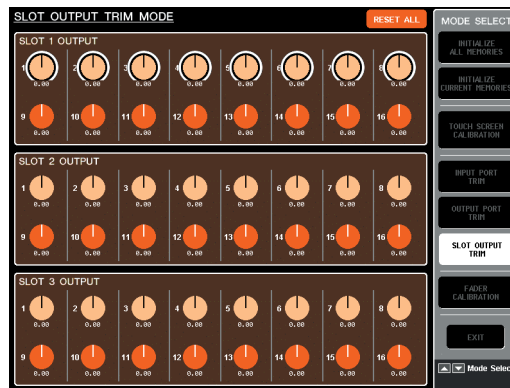 SLOT OUTPUT TRIM MODE
RESET ALL
SLOT 1 OUTPUT
1 2 3 4 5 6 7 8
0.00 0.00 0.00 0.00 0.00 0.00 0.00 0.00
9 10 11 12 13 14 15 16
0.00 0.00 0.00 0.00 0.00 0.00 0.00 0.00
SLOT 2 OUTPUT
1 2 3 4 5 6 7 8
0.00 0.00 0.00 0.00 0.00 0.00 0.00 0.00
9 10 11 12 13 14 15 16
0.00 0.00 0.00 0.00 0.00 0.00 0.00 0.00
SLOT 3 OUTPUT
1 2 3 4 5 6 7 8
0.00 0.00 0.00 0.00 0.00 0.00 0.00 0.00
9 10 11 12 13 14 15 16
0.00 0.00 0.00 0.00 0.00 0.00 0.00 0.00
MODE SELECT
INITIALIZE
ALL MEMORIES
INITIALIZE
CURRENT MEMORIES
TOUCH SCREEN
CALIBRATION
INPUT PORT
TRIM
OUTPUT PORT
TRIM
SLOT OUTPUT
TRIM
FADER
CALIBRATION
EXIT
Mode Selec